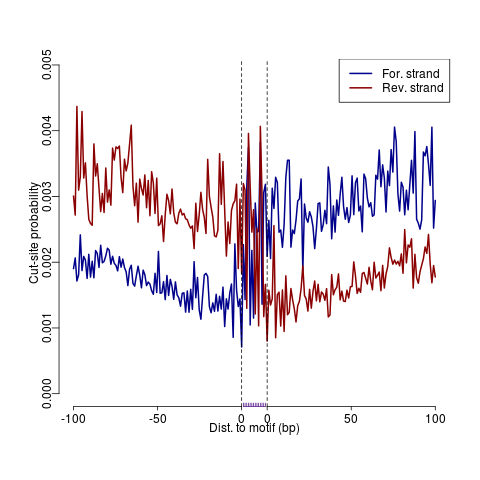 For. strand
Rev. strand
Cut-site probability
0.005
0.004
0.003
0.002
0.001
0.000
-100 -50 0 0 50 100
Dist. to motif (bp)